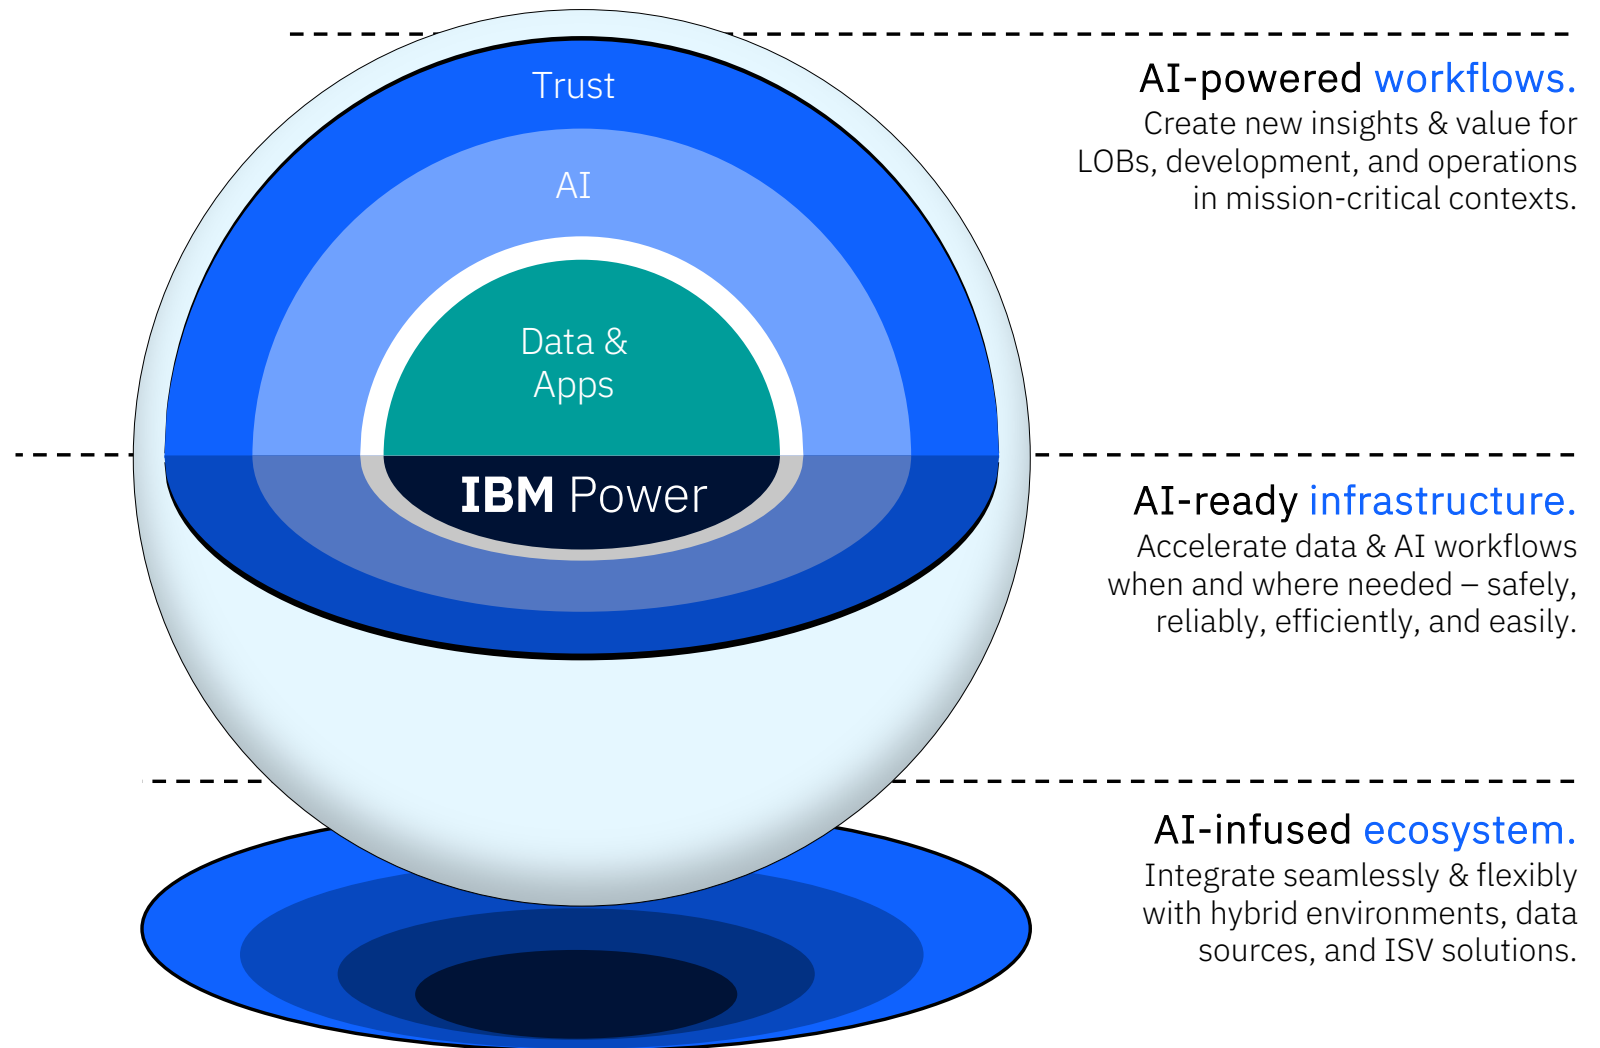 Trust
AI
Data &
Apps
IBM Power
AI-powered workflows.
Create new insights & value for
LOBs, development, and operations
in mission-critical contexts.
AI-ready infrastructure.
Accelerate data & AI workflows
when and where needed – safely,
reliably, efficiently, and easily.
AI-infused ecosystem.
Integrate seamlessly & flexibly
with hybrid environments, data
sources, and ISV solutions.